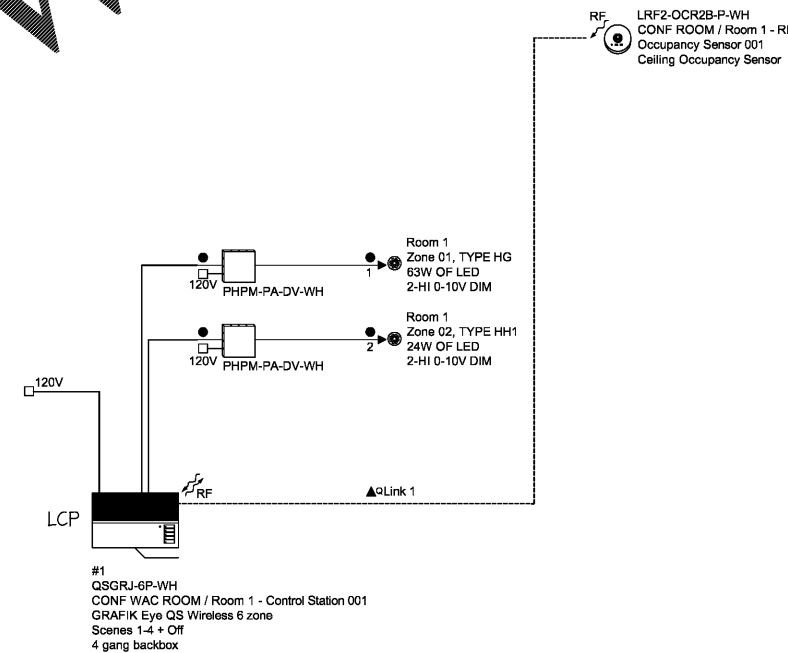 RF
LRF2-OCR2B-P-WH
CONF ROOM / Room 1 -
Occupancy Sensor 001
Ceiling Occupancy Sensor
Room 1
Zone 01, TYPE HG
63W OF LED
2-HI 0-10V DIM
1
120V
PHPM-PA-DV-WH
Room 1
Zone 02, TYPE HH1
24W OF LED
2-HI 0-10V DIM
2
120V
PHPM-PA-DV-WH
120V
RF
QLink 1
LCP
#1
QSGRJ-6P-WH
CONF WAC ROOM / Room 1 - Control Station 001
GRAFIK Eye QS Wireless 6 zone
Scenes 1-4 + Off
4 gang backbox